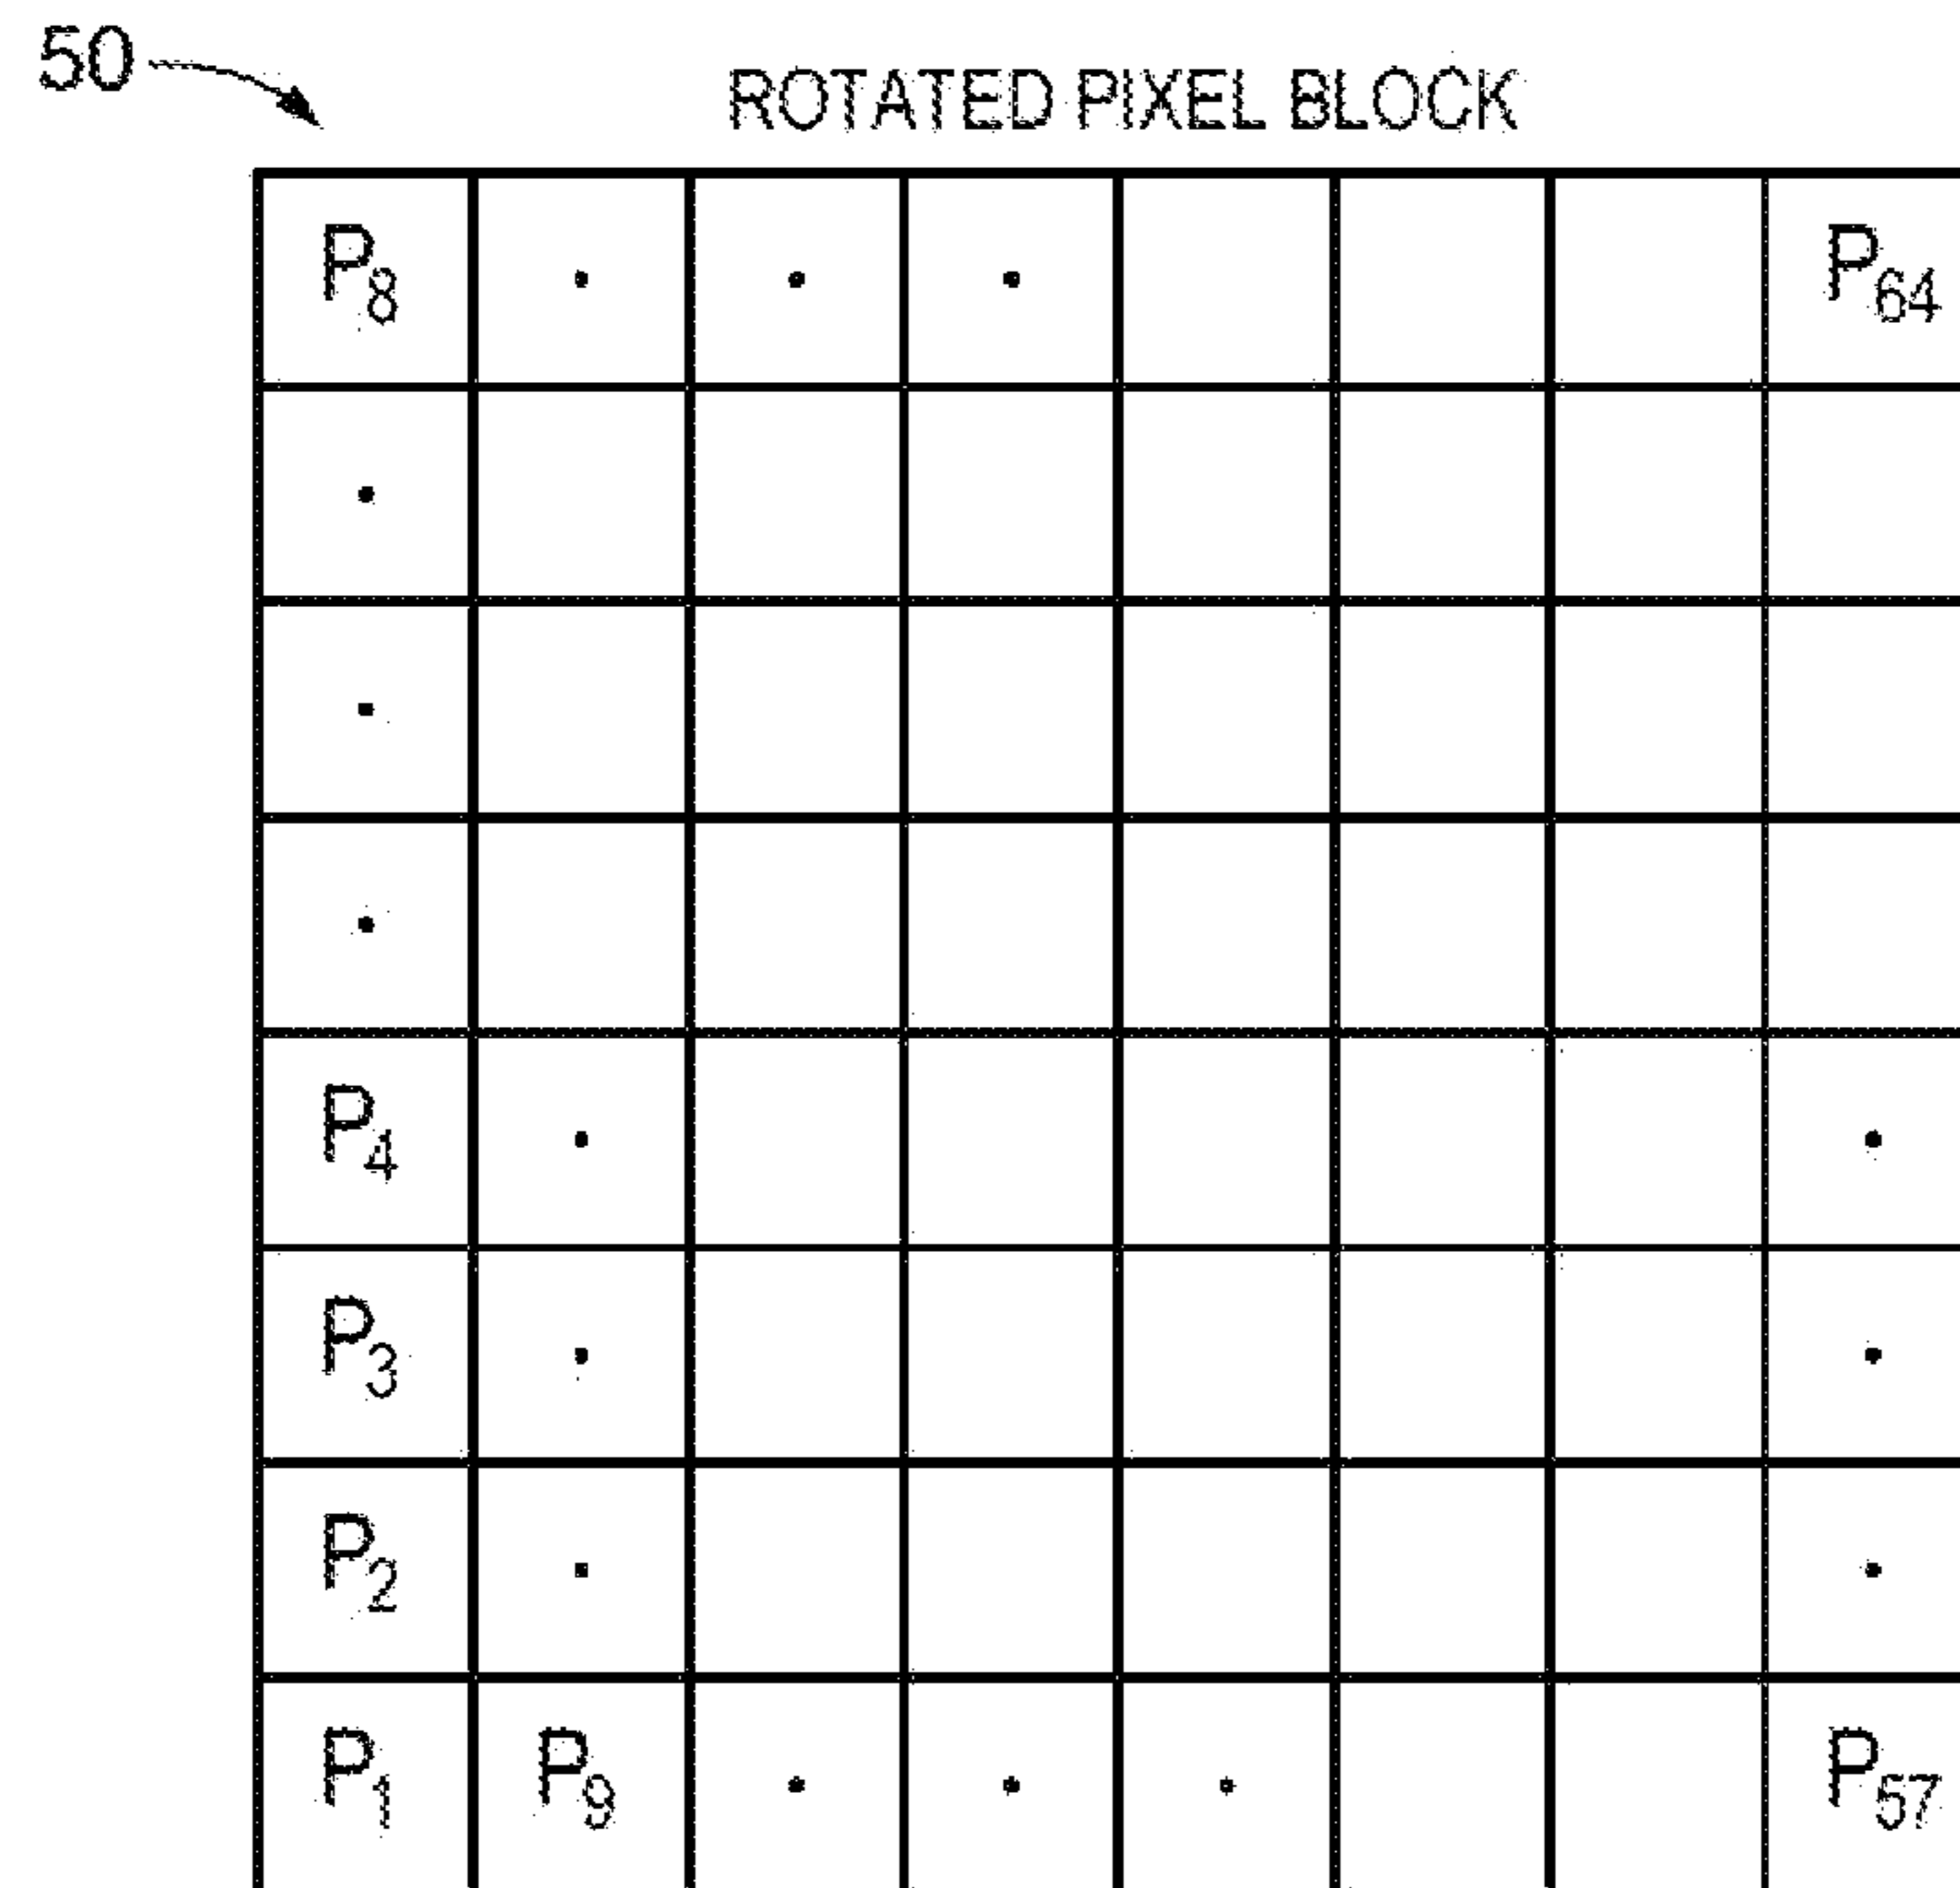 50
ROTATED PIXEL BLOCK
P8 . . . P64
.
.
.
P4 . .
P3 . .
P2 . .
P1 P9 . . . P57